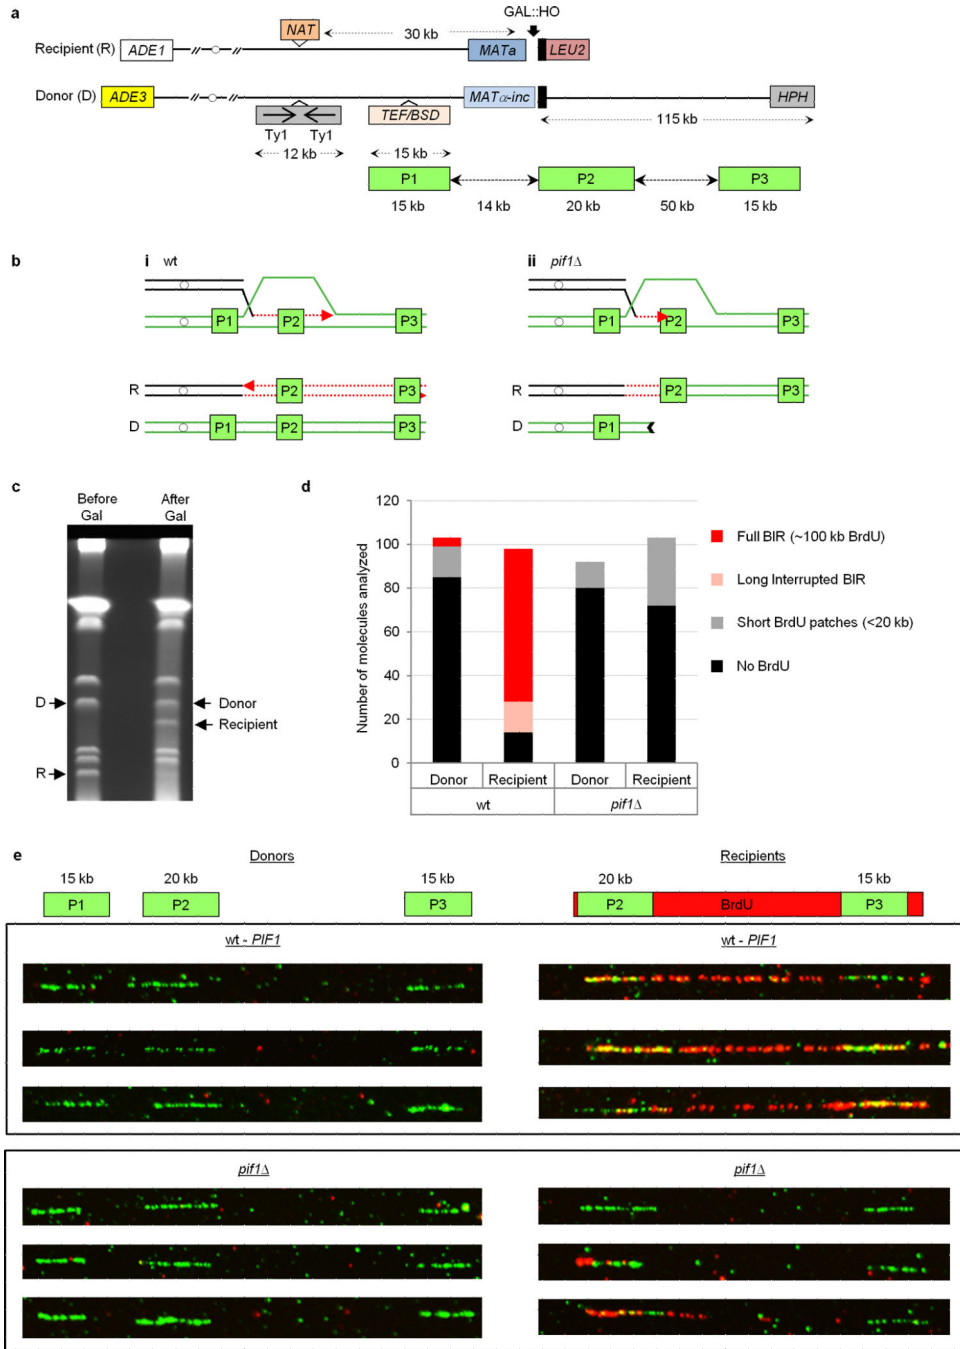 a
GAL::HO
NAT
30 kb
Recipient (R) ADE1 MATa LEU2
Donor (D) ADE3 MATα-inc HPH
TEF/BSD
Ty1 Ty1
115 kb
12 kb 15 kb
P1 P2 P3
15 kb 14 kb 20 kb 50 kb 15 kb
b i wt ii pif1Δ
P1 P2 P3 P1 P2 P3
R P2 P3 R P2 P3
D P1 P2 P3 D P1
c
Before Gal After Gal
D Donor
Recipient
R
d
Number of molecules analyzed
120
100
80
60
40
20
0
Donor Recipient Donor Recipient
wt pif1Δ
Full BIR (~100 kb BrdU)
Long Interrupted BIR
Short BrdU patches (<20 kb)
No BrdU
e
Donors Recipients
15 kb 20 kb 15 kb 20 kb 15 kb
P1 P2 P3 P2 BrdU P3
wt - PIF1 wt - PIF1
pif1Δ pif1Δ